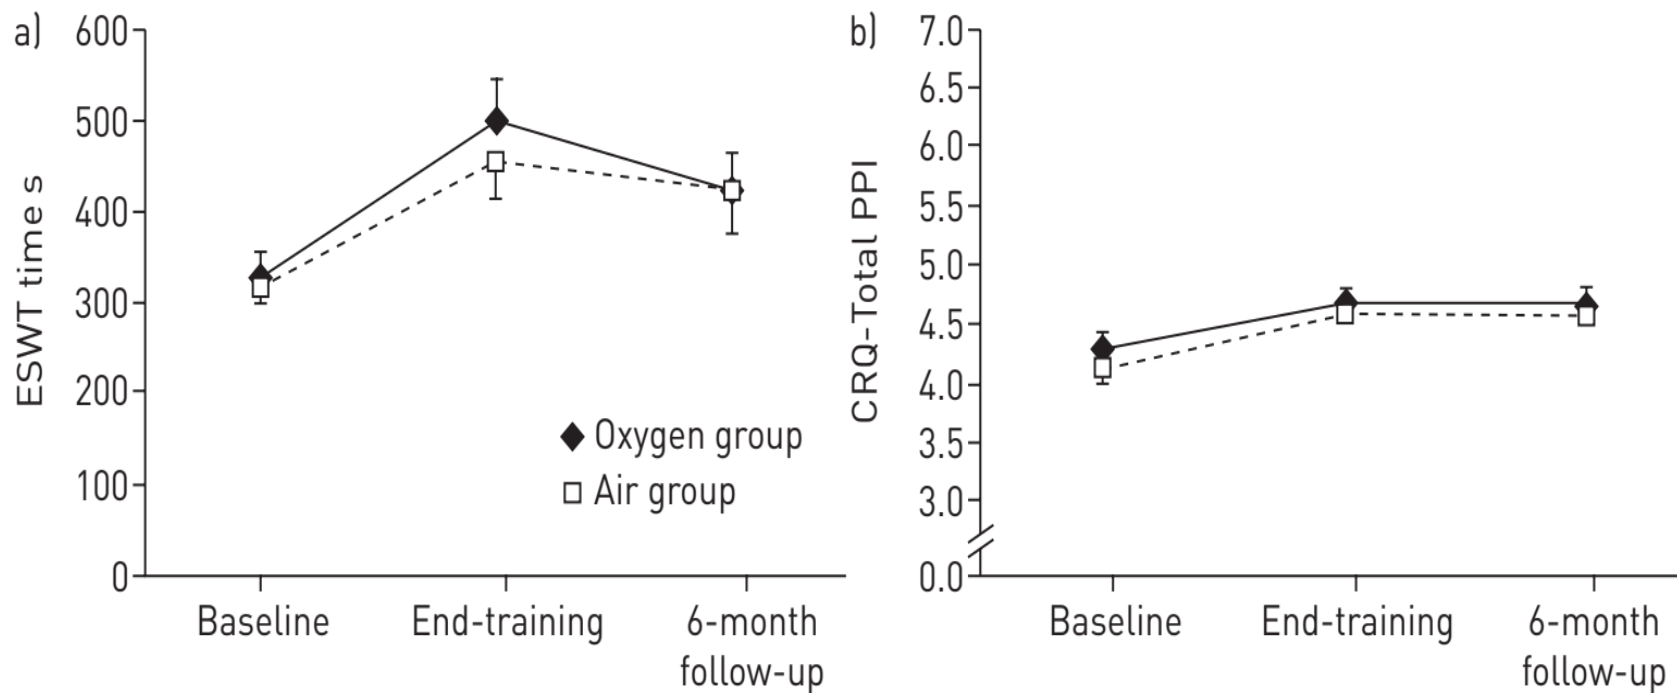 a)
600
500
400
300
200
100
0
ESWT time s
Oxygen group
Air group
Baseline
End-training
6-month
follow-up
b)
7.0
6.5
6.0
5.5
5.0
4.5
4.0
3.5
3.0
0.0
CRQ-Total PPI
Baseline
End-training
6-month
follow-up